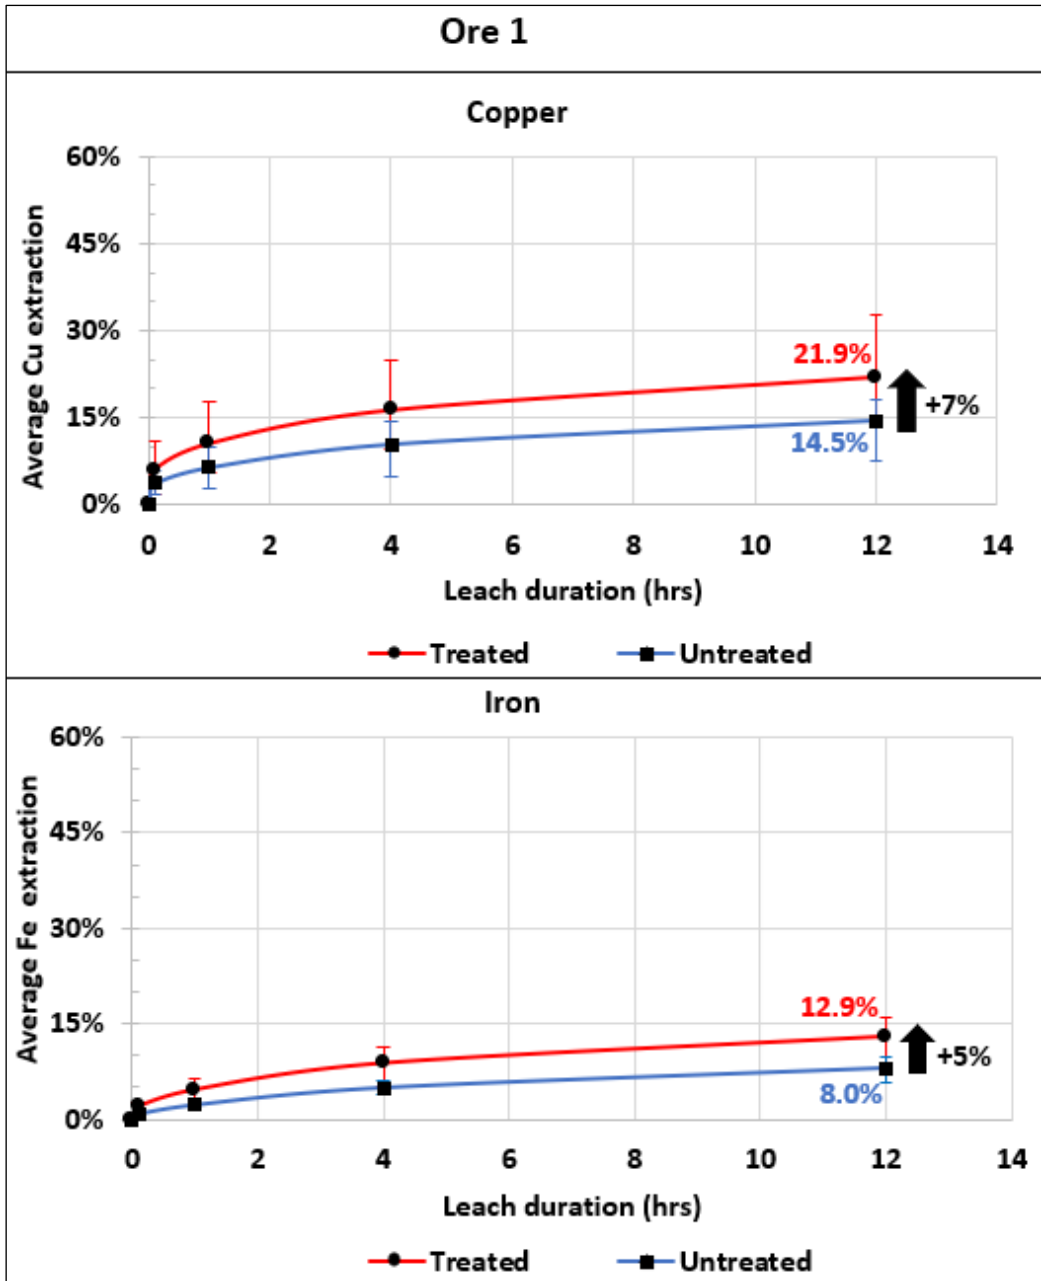 Ore 1
Copper
Average Cu extraction
60%
45%
30%
15%
0%
21.9%
+7%
14.5%
0 2 4 6 8 10 12 14
Leach duration (hrs)
Treated Untreated
Iron
Average Fe extraction
60%
45%
30%
15%
0%
12.9%
+5%
8.0%
0 2 4 6 8 10 12 14
Leach duration (hrs)
Treated Untreated